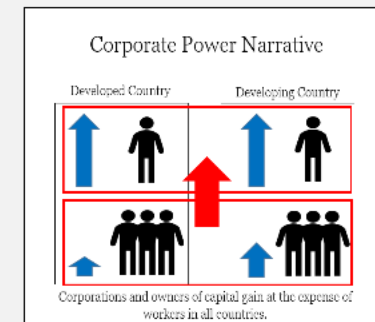 Corporate Power Narrative
Developed Country
Developing Country
Corporations and owners of capital gain at the expense of
workers in all countries.